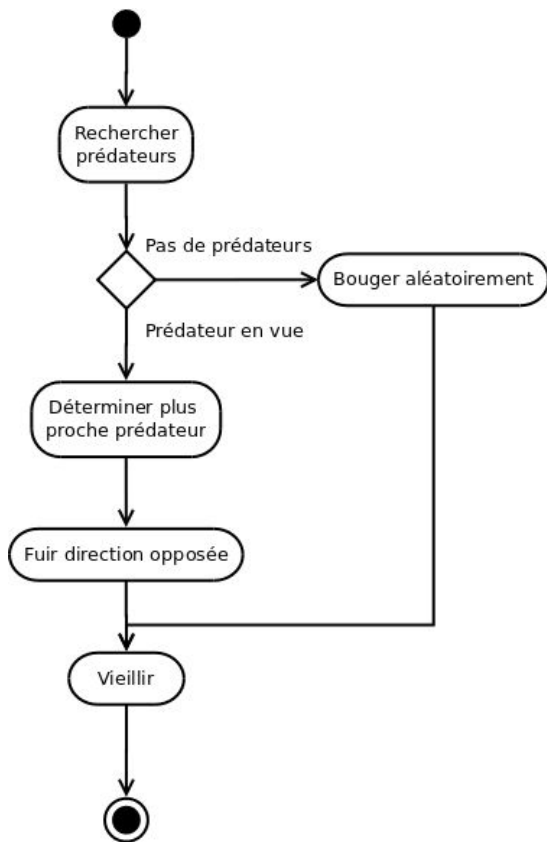 Rechercher
prédateurs
Pas de prédateurs
Bouger aléatoirement
Prédateur en vue
Déterminer plus
proche prédateur
Fuir direction opposée
Vieillir